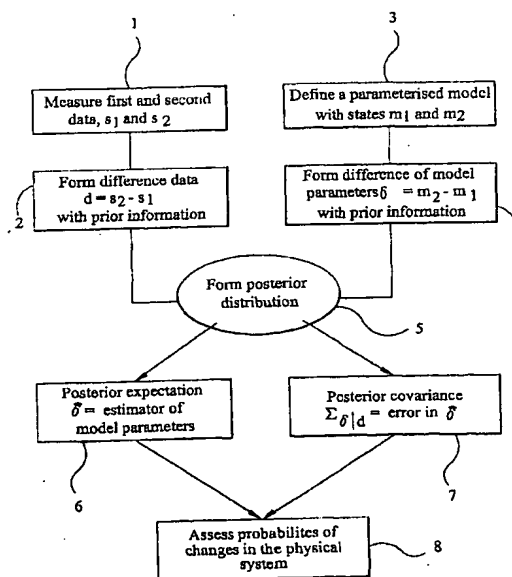 1
3
Measure first and second
data, s1 and s2
Define a parameterised model
with states m1 and m2
Form difference data
d = s2 - s1
with prior information
2
Form difference of model
parameters δ = m2 - m1
with prior information
Form posterior
distribution
5
Posterior expectation
δ̂ = estimator of
model parameters
6
Posterior covariance
Σδ|d = error in δ̂
7
Assess probabilites of
changes in the physical
system
8